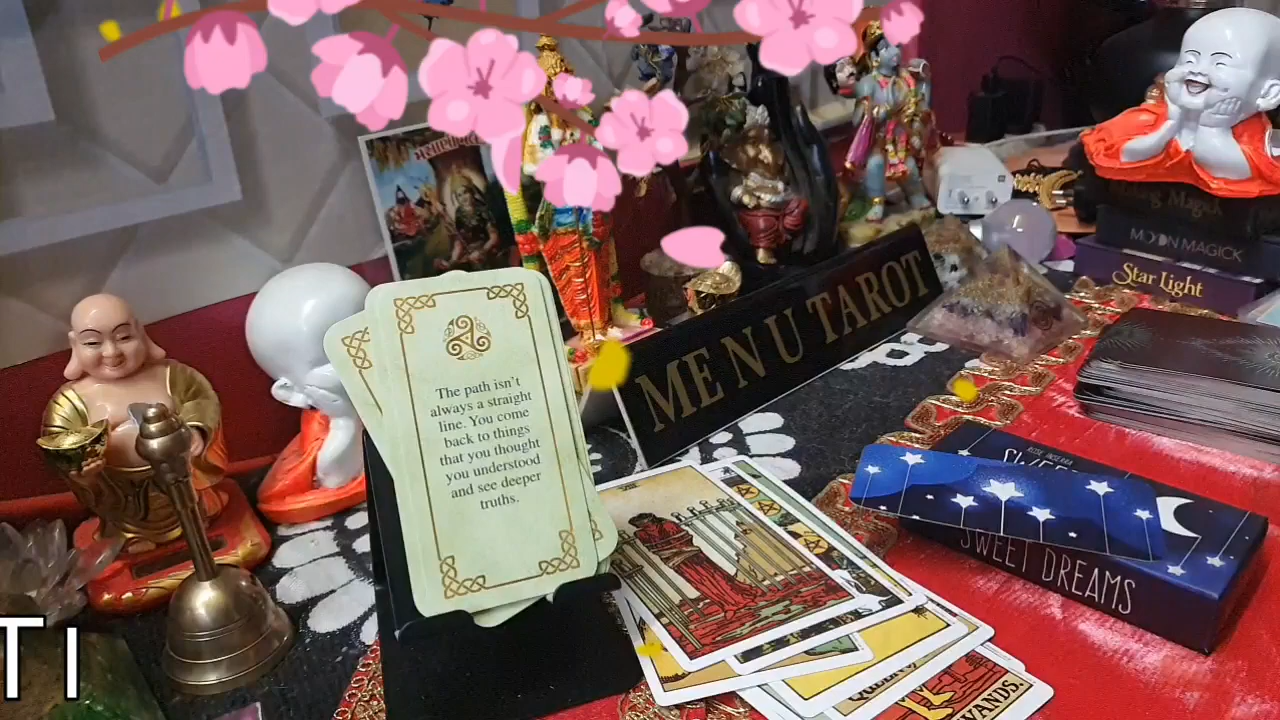 The path isn't
always a straight
line. You come
back to things
that you thought
you understood
and see deeper
truths.
MENU TAROT
MOON MAGICK
Star Light
SWEET DREAMS
VIII
WANDS.
TI